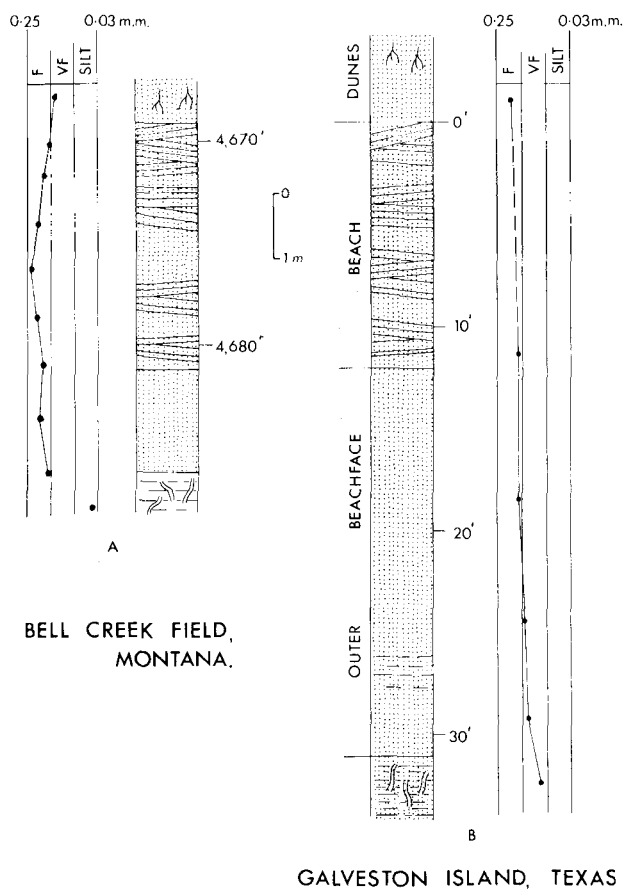 0.25 0.03 m.m.
F
VF
SILT
4,670'
0
1m
4,680'
A
BELL CREEK FIELD,
MONTANA.
0.25 0.03 m.m.
F
VF
SILT
DUNES
0'
BEACH
10'
BEACHFACE
20'
OUTER
30'
B
GALVESTON ISLAND, TEXAS